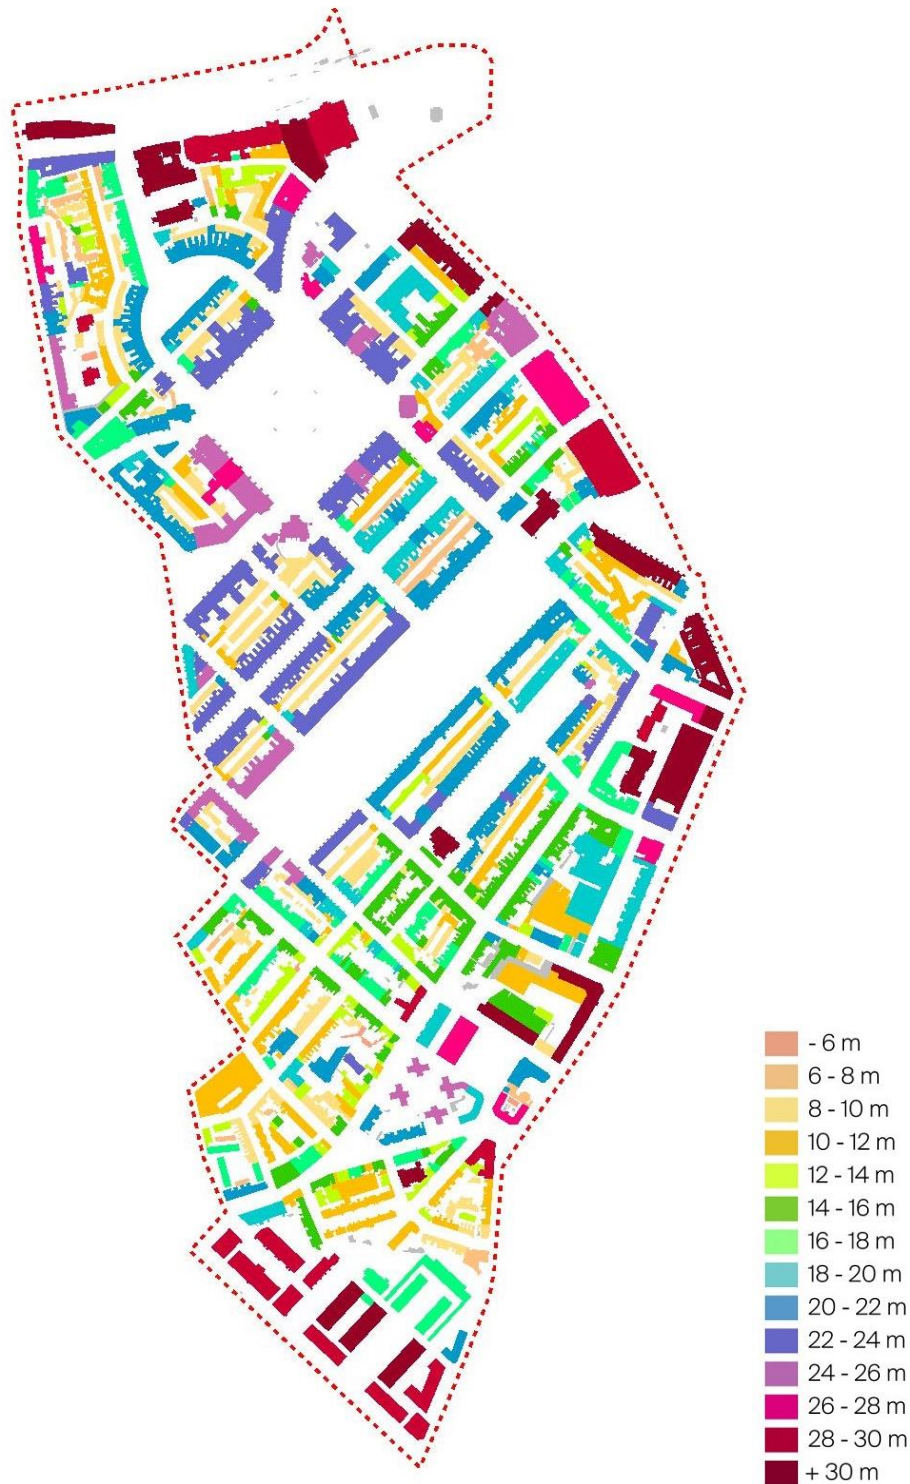 - 6 m
6 - 8 m
8 - 10 m
10 - 12 m
12 - 14 m
14 - 16 m
16 - 18 m
18 - 20 m
20 - 22 m
22 - 24 m
24 - 26 m
26 - 28 m
28 - 30 m
+ 30 m